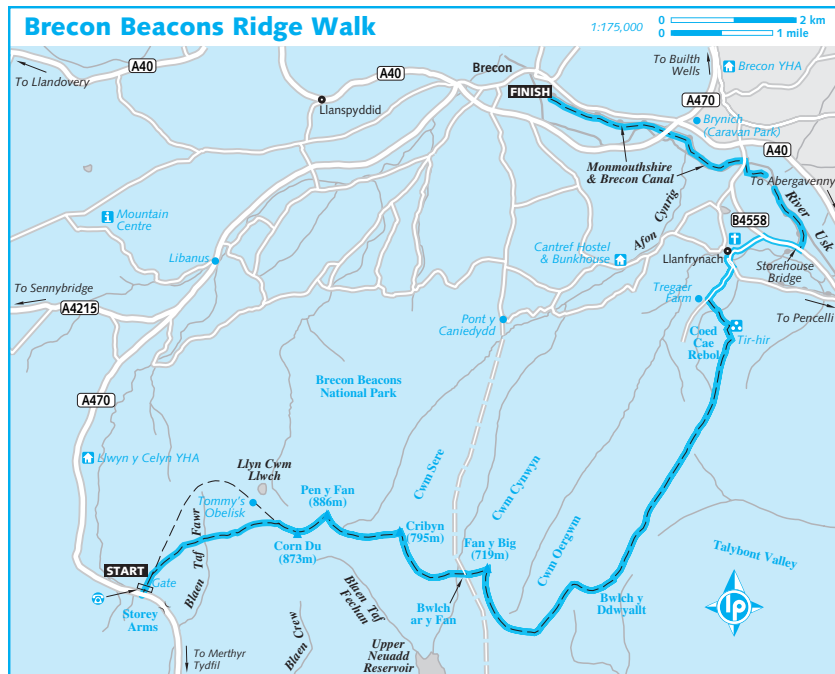 Brecon Beacons Ridge Walk
1:175,000
0 2 km
0 1 mile
To Llandovery
A40
A40
Brecon
FINISH
To Builth
Wells
Brecon YHA
A470
Llanspyddid
Brynich
(Caravan Park)
A40
Monmouthshire
& Brecon Canal
To Abergavenny
River Usk
B4558
Mountain
Centre
Afon Cynrig
Cantref Hostel
& Bunkhouse
Llanfrynach
Libanus
Storehouse
Bridge
To Sennybridge
A4215
Tregaer
Farm
To Pencelli
Pont y
Caniedydd
Coed
Cae
Rebol
Tir-hir
Brecon Beacons
National Park
A470
Llwyn y Celyn YHA
Llyn Cwm
Llwch
Cwm Sere
Cwm Cynwyn
Pen y Fan
(886m)
Tommy's
Obelisk
Cribyn
(795m)
Corn Du
(873m)
Fan y Big
(719m)
Cwm Oergwm
Talybont Valley
Blaen Taf Fawr
START
Gate
Storey
Arms
Blaen Taf
Fechan
Bwlch
ar y Fan
Bwlch y
Ddwyallt
lp
Blaen Crew
Upper
Neuadd
Reservoir
To Merthyr
Tydfil